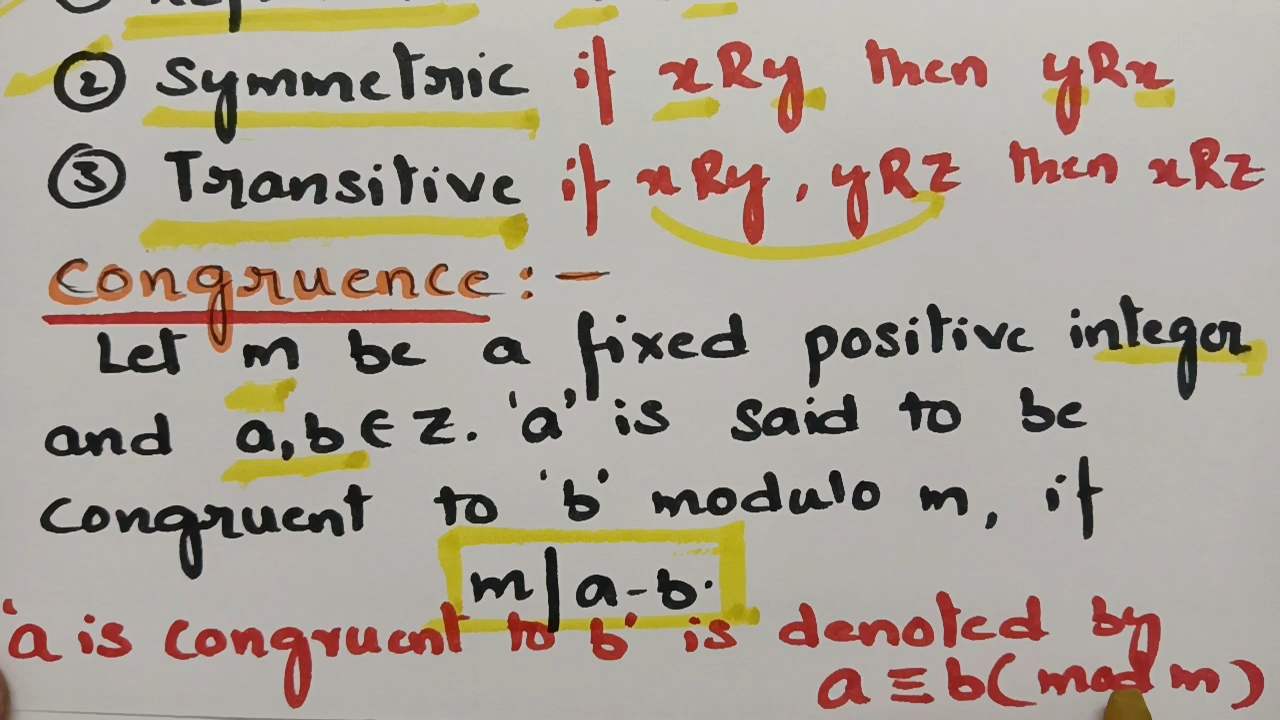 ② Symmetric if xRy then yRx
③ Transitive if xRy, yRZ then xRZ
Congruence :-
Let m be a fixed positive integer
and a, b ∈ Z. 'a' is said to be
congruent to 'b' modulo m, if
m | a-b.
'a is congruent to b' is denoted by
a ≡ b (mod m)